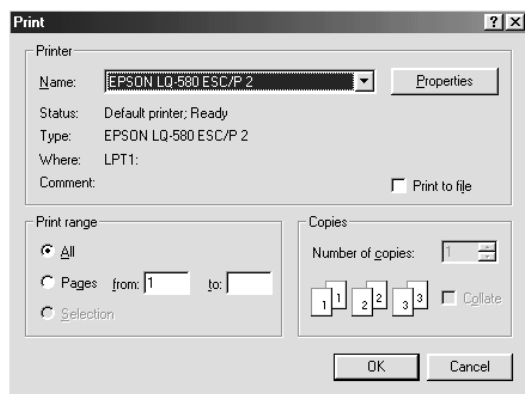 Print
Printer
Name: EPSON LQ-580 ESC/P 2 Properties
Status: Default printer; Ready
Type: EPSON LQ-580 ESC/P 2
Where: LPT1:
Comment: Print to file
Print range
All
Pages from: 1 to:
Selection
Copies
Number of copies: 1
1 1 2 2 3 3 Collate
OK Cancel